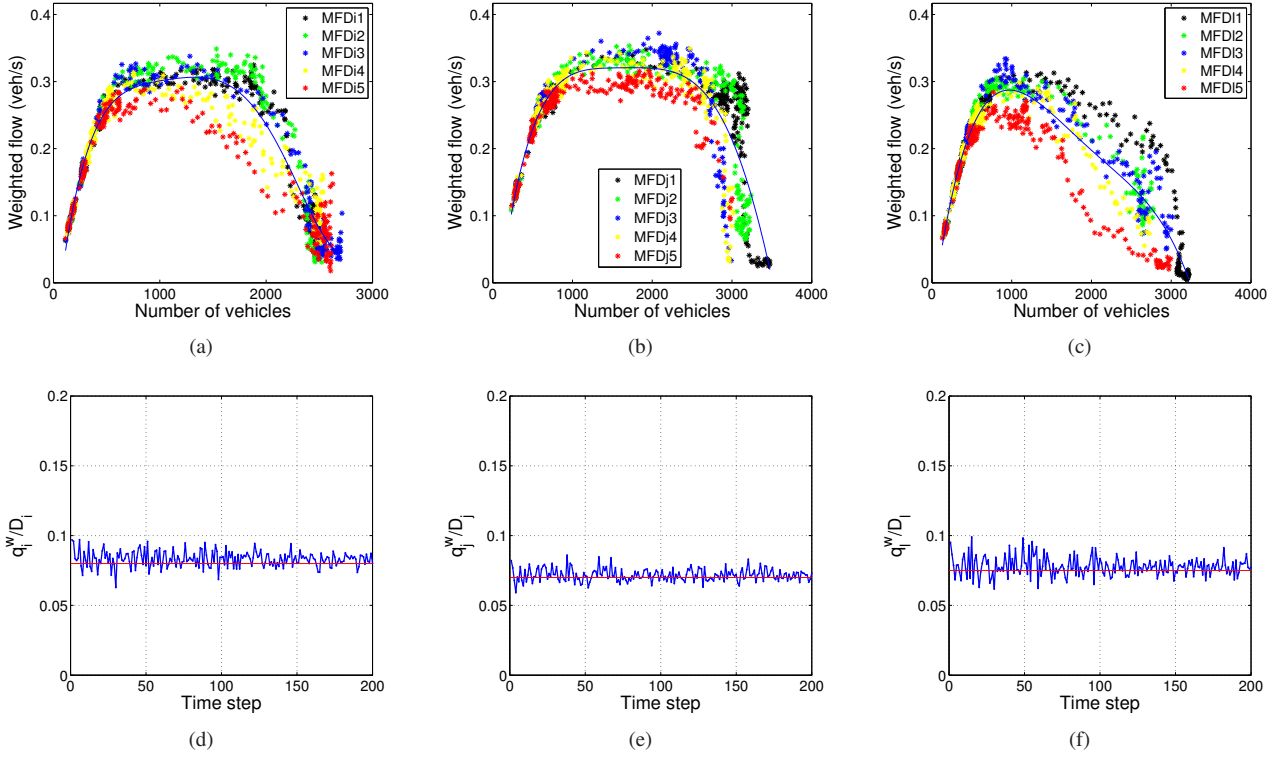 0.4
0.3
0.2
0.1
0
Weighted flow (veh/s)
0
1000
2000
3000
Number of vehicles
MFDi1
MFDi2
MFDi3
MFDi4
MFDi5
(a)
0.4
0.3
0.2
0.1
0
Weighted flow (veh/s)
0
1000
2000
3000
4000
Number of vehicles
MFDj1
MFDj2
MFDj3
MFDj4
MFDj5
(b)
0.4
0.3
0.2
0.1
0
Weighted flow (veh/s)
0
1000
2000
3000
4000
Number of vehicles
MFDl1
MFDl2
MFDl3
MFDl4
MFDl5
(c)
0.2
0.15
0.1
0.05
0
q_i^w/D_i
0
50
100
150
200
Time step
(d)
0.2
0.15
0.1
0.05
0
q_j^w/D_j
0
50
100
150
200
Time step
(e)
0.2
0.15
0.1
0.05
0
q_l^w/D_l
0
50
100
150
200
Time step
(f)